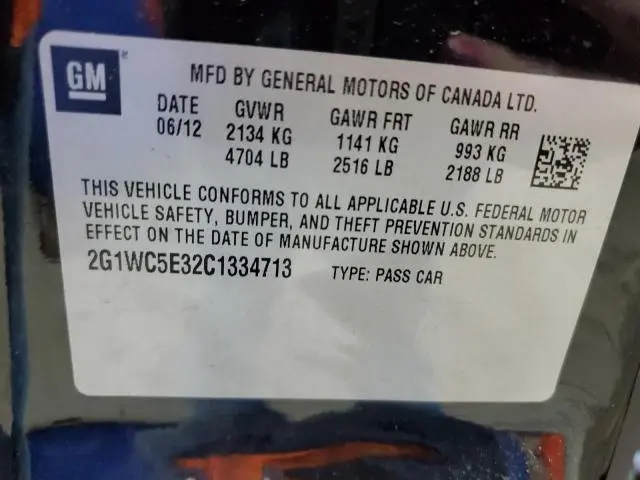 GM
MFD BY GENERAL MOTORS OF CANADA LTD.
DATE GVWR GAWR FRT GAWR RR
06/12 2134 KG 1141 KG 993 KG
4704 LB 2516 LB 2188 LB
THIS VEHICLE CONFORMS TO ALL APPLICABLE U.S. FEDERAL MOTOR
VEHICLE SAFETY, BUMPER, AND THEFT PREVENTION STANDARDS IN
EFFECT ON THE DATE OF MANUFACTURE SHOWN ABOVE.
2G1WC5E32C1334713 TYPE: PASS CAR